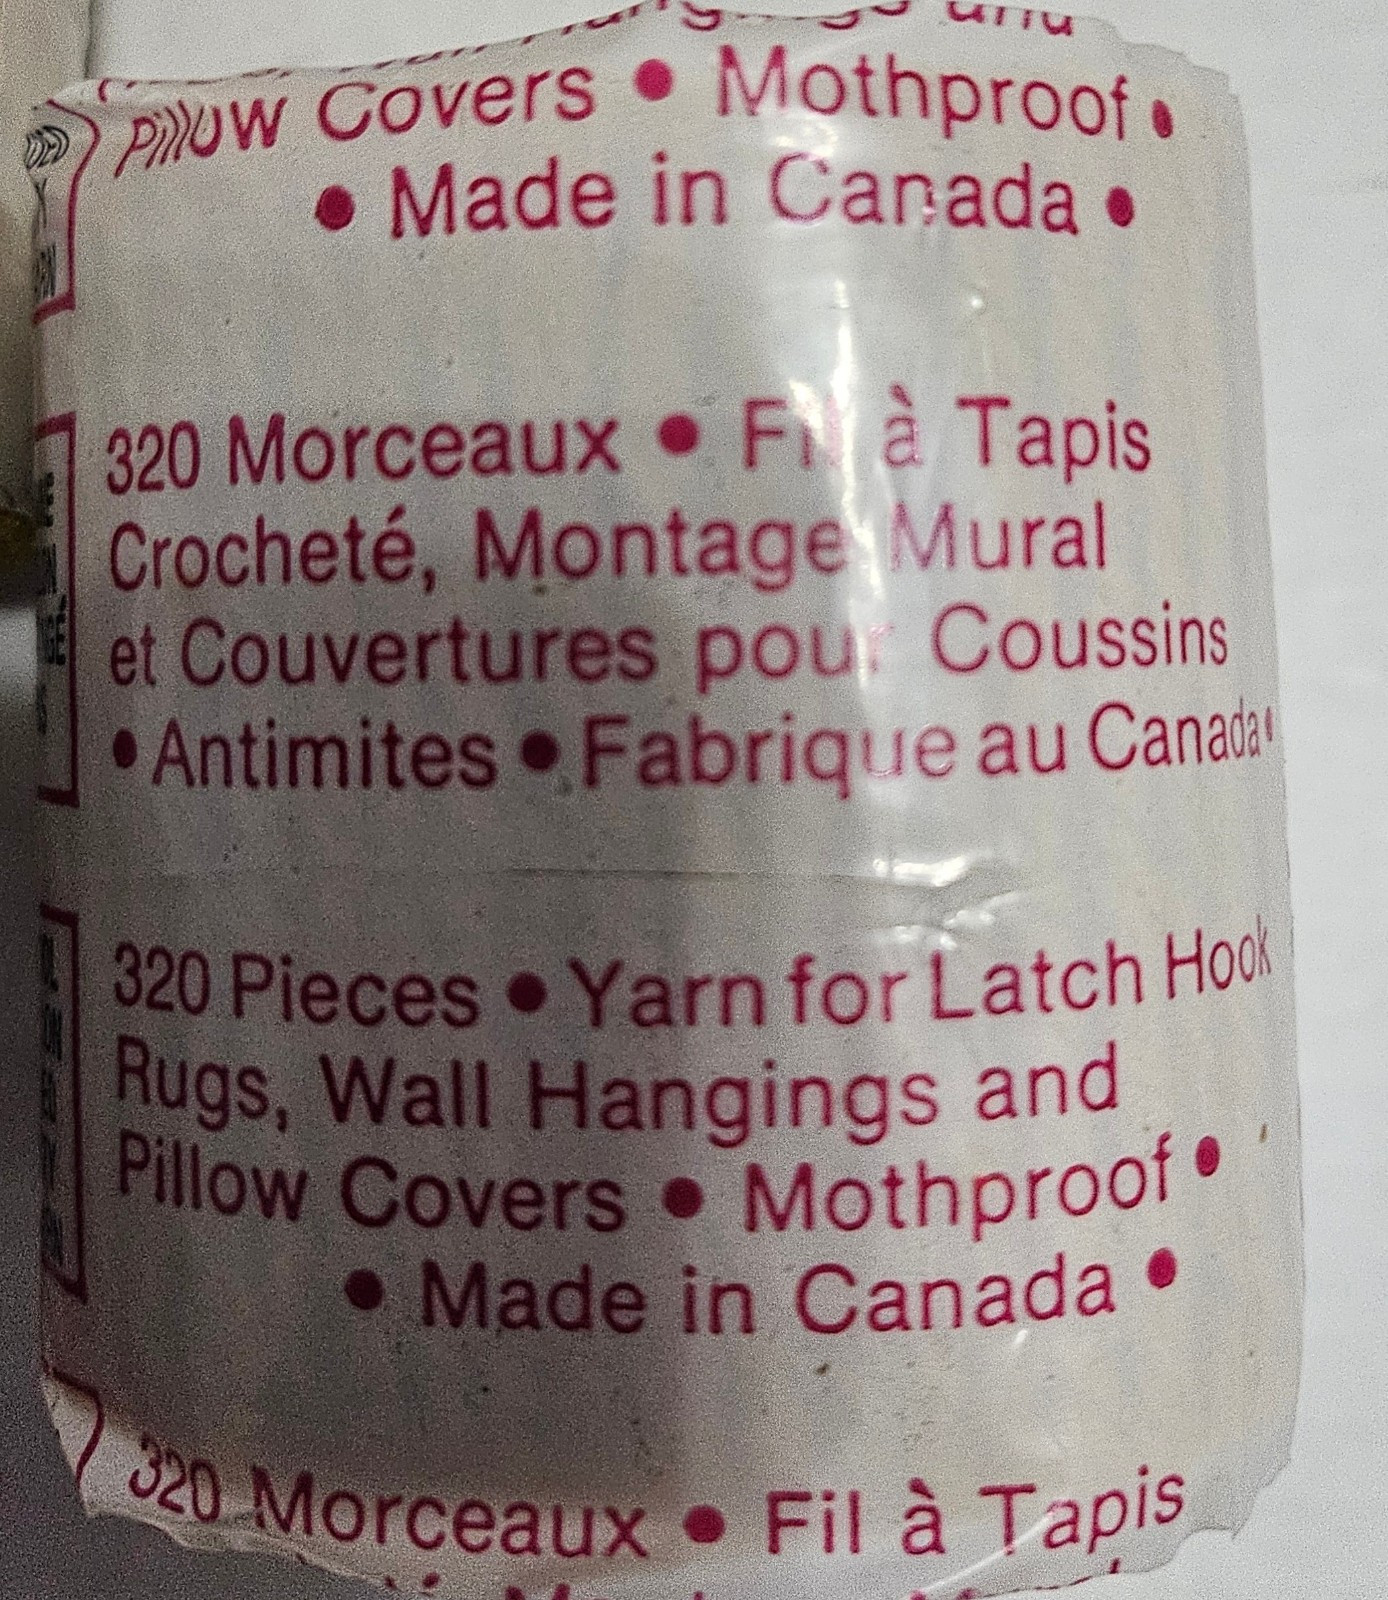 Pillow Covers • Mothproof •
• Made in Canada •
320 Morceaux • Fil à Tapis
Crocheté, Montage Mural
et Couvertures pour Coussins
• Antimites • Fabrique au Canada •
320 Pieces • Yarn for Latch Hook
Rugs, Wall Hangings and
Pillow Covers • Mothproof •
• Made in Canada •
320 Morceaux • Fil à Tapis